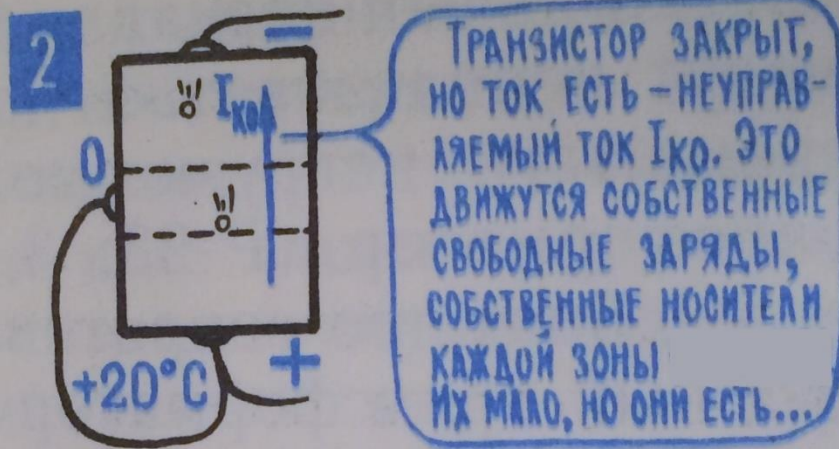 2
−
Iко
0
+
+20°C
ТРАНЗИСТОР ЗАКРЫТ,
НО ТОК ЕСТЬ – НЕУПРАВ-
ЛЯЕМЫЙ ТОК Iко. ЭТО
ДВИЖУТСЯ СОБСТВЕННЫЕ
СВОБОДНЫЕ ЗАРЯДЫ,
СОБСТВЕННЫЕ НОСИТЕЛИ
КАЖДОЙ ЗОНЫ
ИХ МАЛО, НО ОНИ ЕСТЬ...